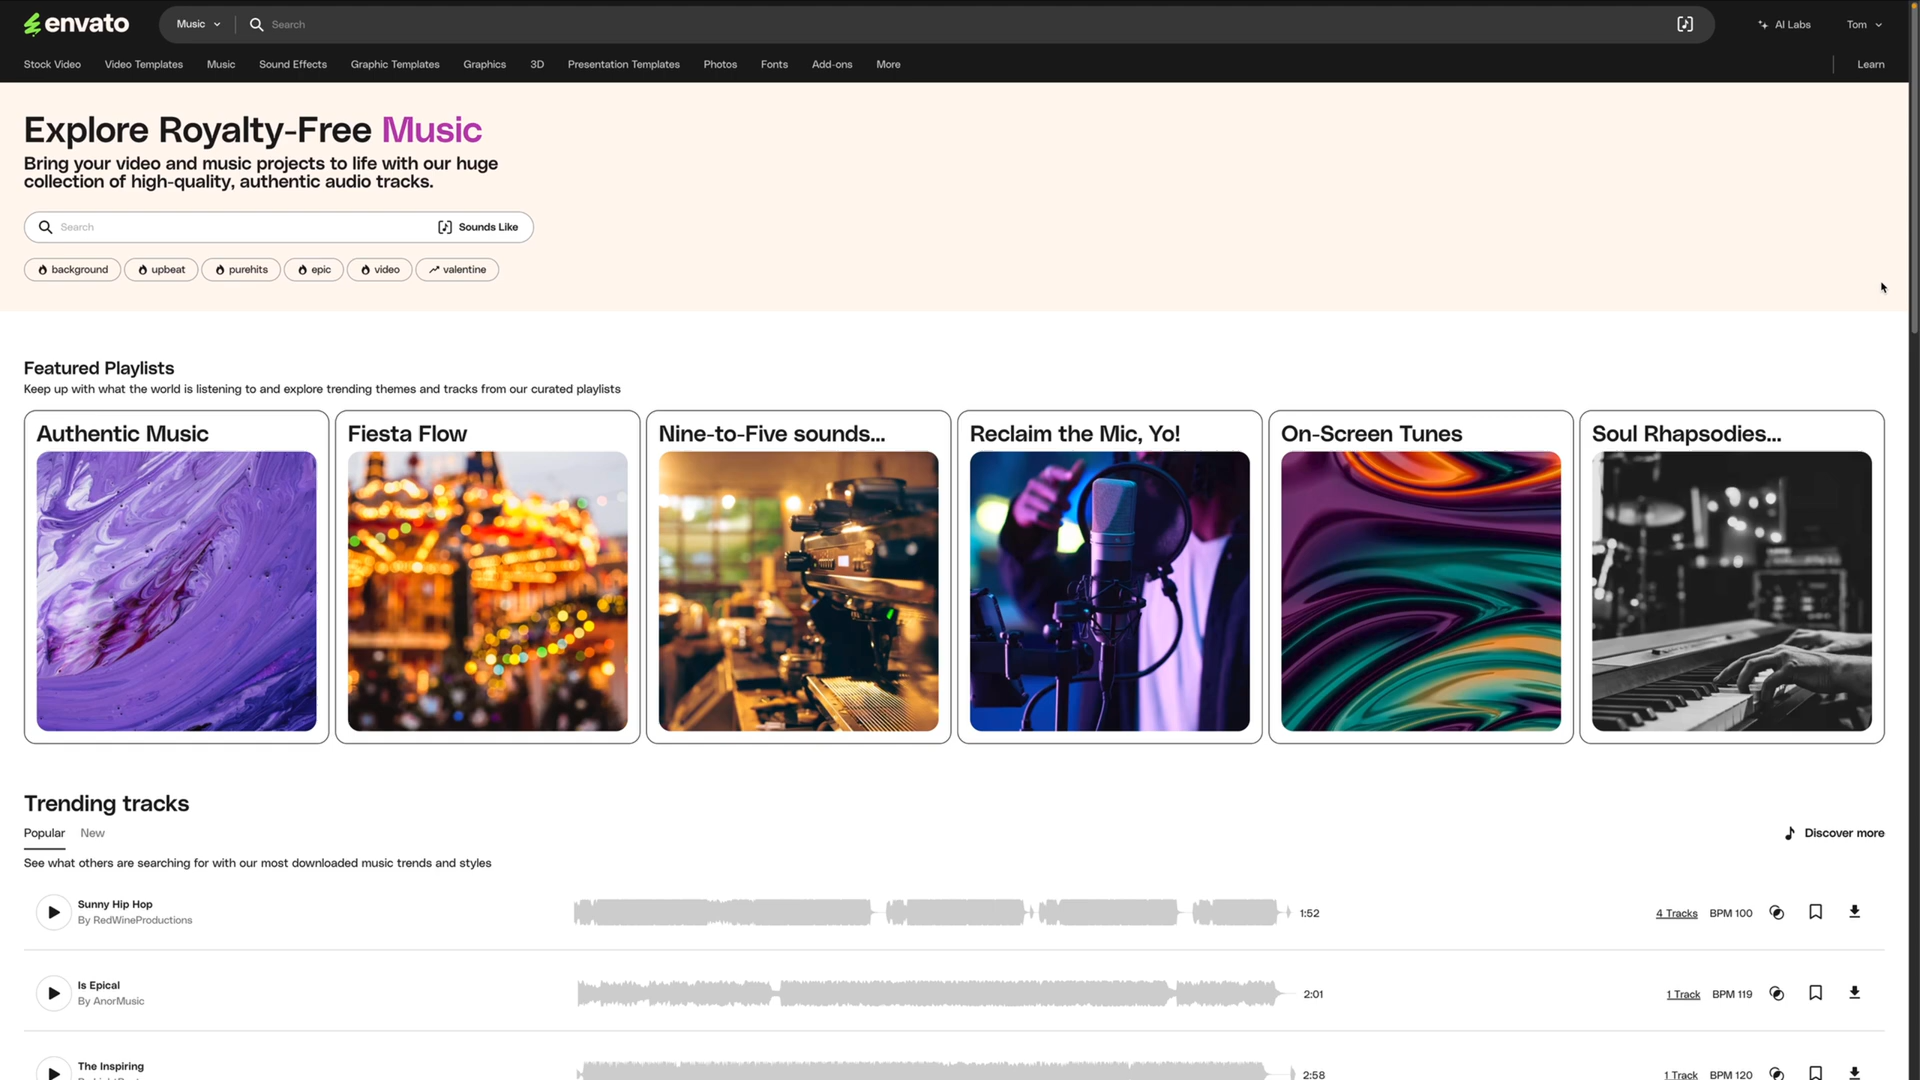 envato
Music
Search
AI Labs
Tom
Stock Video
Video Templates
Music
Sound Effects
Graphic Templates
Graphics
3D
Presentation Templates
Photos
Fonts
Add-ons
More
Learn
Explore Royalty-Free Music
Bring your video and music projects to life with our huge
collection of high-quality, authentic audio tracks.
Search
Sounds Like
background
upbeat
purehits
epic
video
valentine
Featured Playlists
Keep up with what the world is listening to and explore trending themes and tracks from our curated playlists
Authentic Music
Fiesta Flow
Nine-to-Five sounds...
Reclaim the Mic, Yo!
On-Screen Tunes
Soul Rhapsodies...
Trending tracks
Popular
New
Discover more
See what others are searching for with our most downloaded music trends and styles
Sunny Hip Hop
By RedWineProductions
1:52
4 Tracks
BPM 100
Is Epical
By AnorMusic
2:01
1 Track
BPM 119
The Inspiring
2:58
1 Track
BPM 120